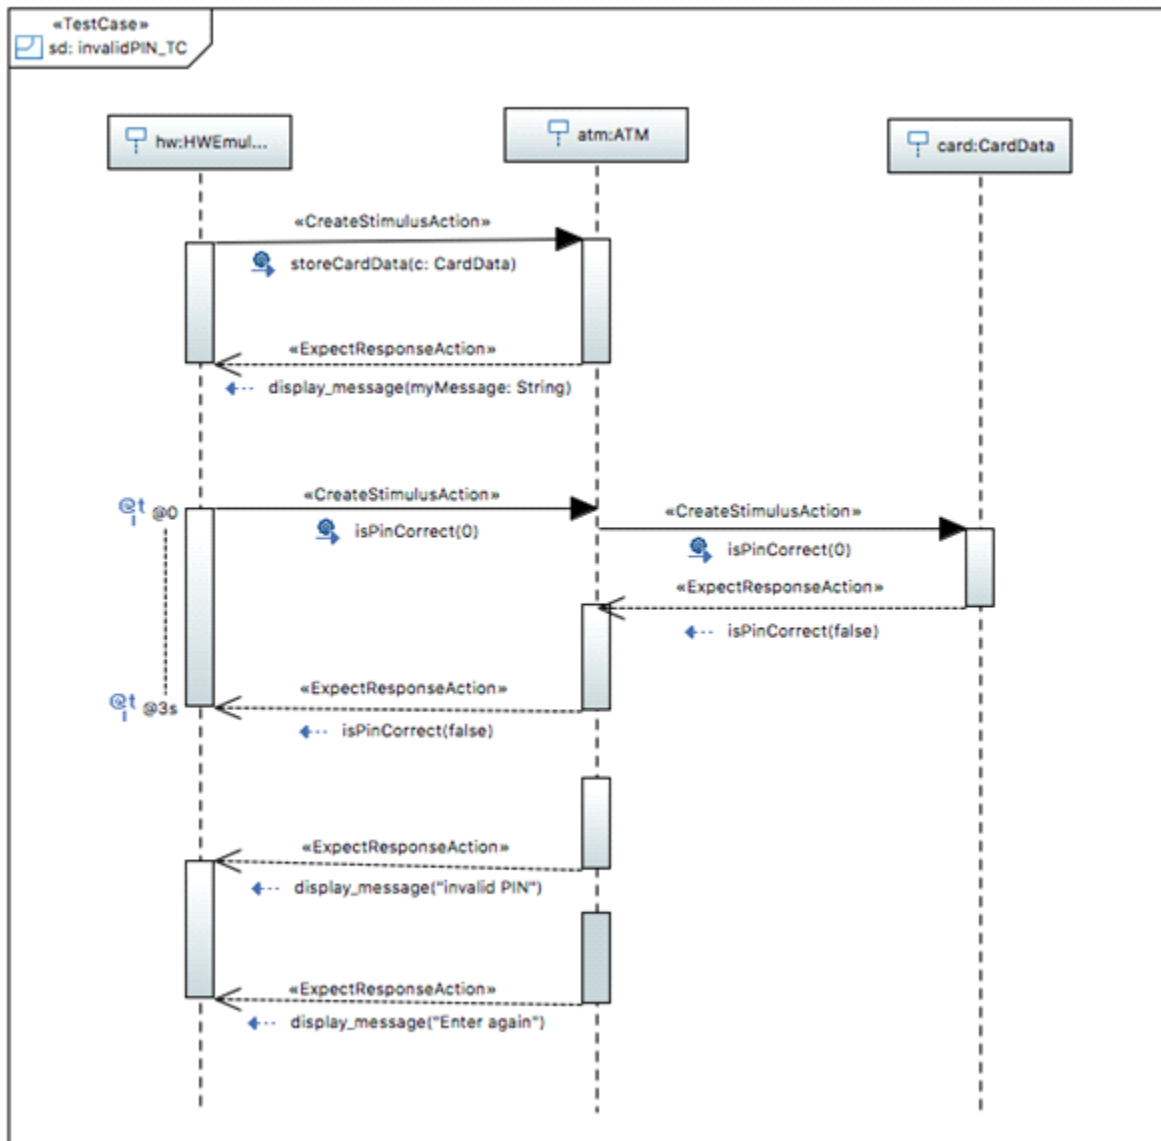 «TestCase»
sd: invalidPIN_TC
hw:HWEmul...
atm:ATM
card:CardData
«CreateStimulusAction»
storeCardData(c: CardData)
«ExpectResponseAction»
display_message(myMessage: String)
«CreateStimulusAction»
@t @0
isPinCorrect(0)
«CreateStimulusAction»
isPinCorrect(0)
«ExpectResponseAction»
isPinCorrect(false)
«ExpectResponseAction»
@t @3s
isPinCorrect(false)
«ExpectResponseAction»
display_message("invalid PIN")
«ExpectResponseAction»
display_message("Enter again")